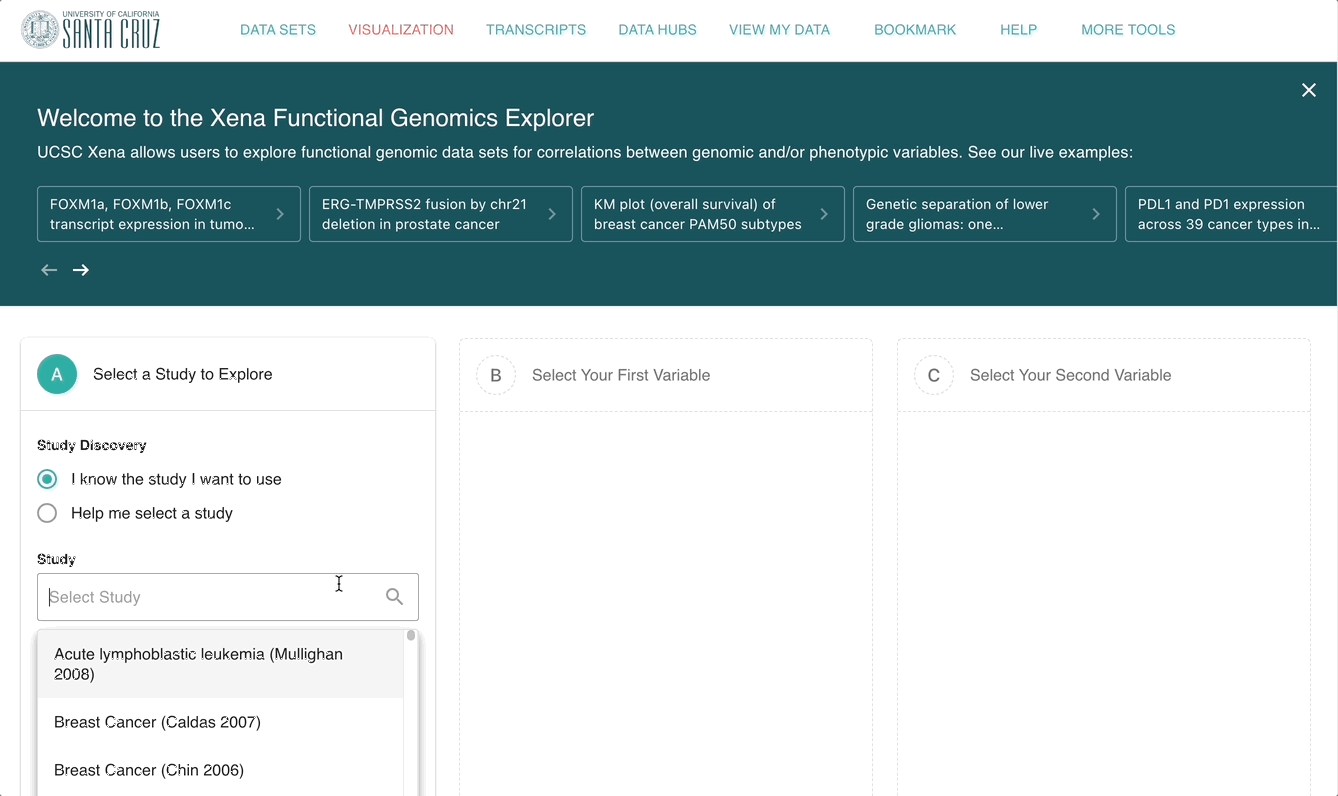 UNIVERSITY OF CALIFORNIA
SANTA CRUZ
DATA SETS
VISUALIZATION
TRANSCRIPTS
DATA HUBS
VIEW MY DATA
BOOKMARK
HELP
MORE TOOLS
Welcome to the Xena Functional Genomics Explorer
UCSC Xena allows users to explore functional genomic data sets for correlations between genomic and/or phenotypic variables. See our live examples:
FOXM1a, FOXM1b, FOXM1c
transcript expression in tumo...
ERG-TMPRSS2 fusion by chr21
deletion in prostate cancer
KM plot (overall survival) of
breast cancer PAM50 subtypes
Genetic separation of lower
grade gliomas: one...
PDL1 and PD1 expression
across 39 cancer types in...
A
Select a Study to Explore
Study Discovery
I know the study I want to use
Help me select a study
Study
Select Study
Acute lymphoblastic leukemia (Mullighan
2008)
Breast Cancer (Caldas 2007)
Breast Cancer (Chin 2006)
B
Select Your First Variable
C
Select Your Second Variable